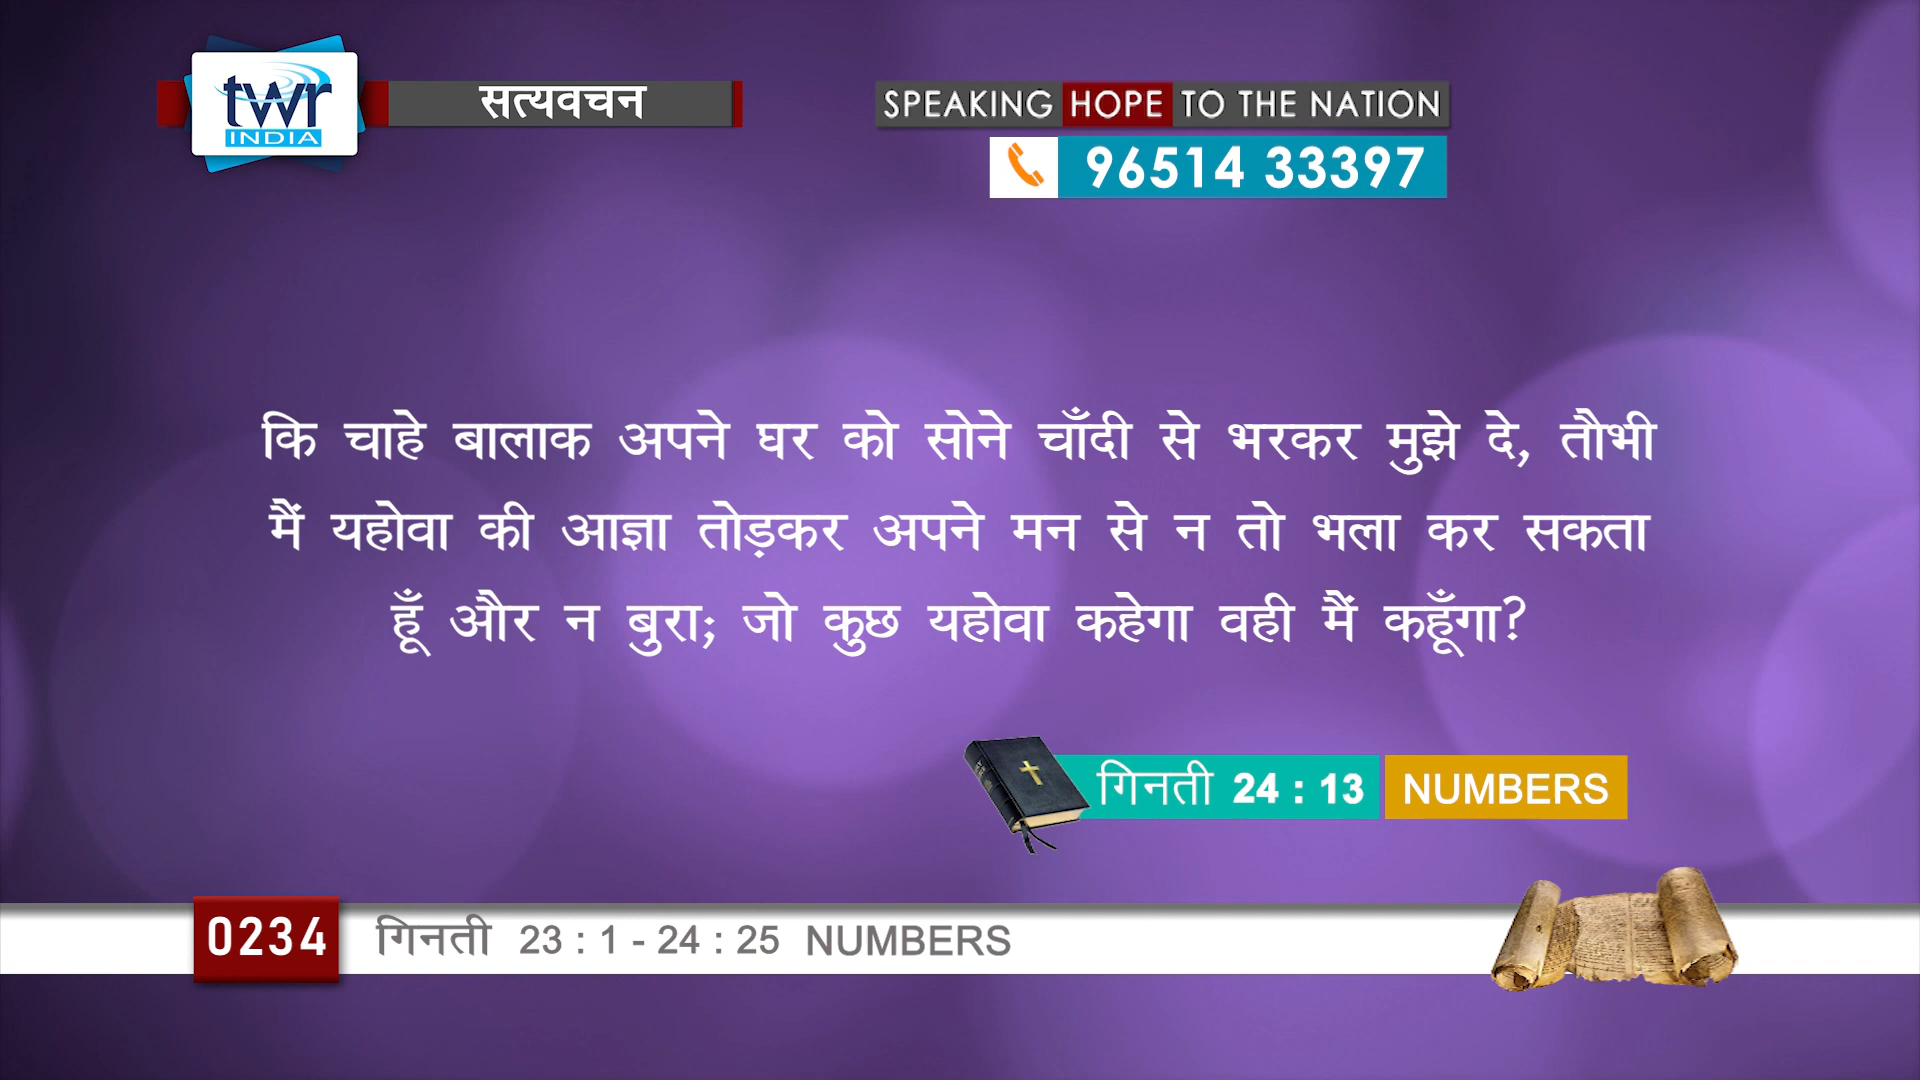 twr
INDIA
सत्यवचन
SPEAKING HOPE TO THE NATION
96514 33397
कि चाहे बालाक अपने घर को सोने चाँदी से भरकर मुझे दे, तौभी
मैं यहोवा की आज्ञा तोड़कर अपने मन से न तो भला कर सकता
हूँ और न बुरा; जो कुछ यहोवा कहेगा वही मैं कहूँगा?
गिनती 24 : 13 NUMBERS
0234 गिनती 23 : 1 - 24 : 25 NUMBERS